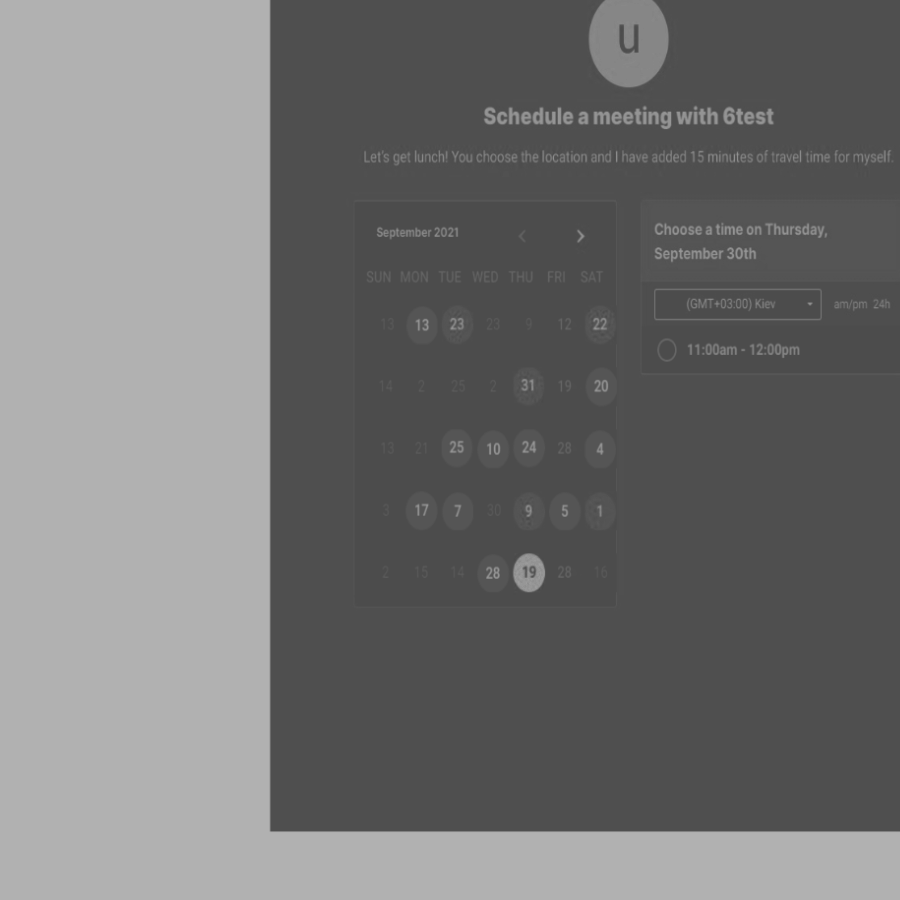 u
Schedule a meeting with 6test
Let's get lunch! You choose the location and I have added 15 minutes of travel time for myself.
September 2021
SUN MON TUE WED THU FRI SAT
13 13 23 23 9 12 22
14 2 25 2 31 19 20
13 21 25 10 24 28 4
3 17 7 30 9 5 1
2 15 14 28 19 28 16
Choose a time on Thursday,
September 30th
(GMT+03:00) Kiev am/pm 24h
11:00am - 12:00pm